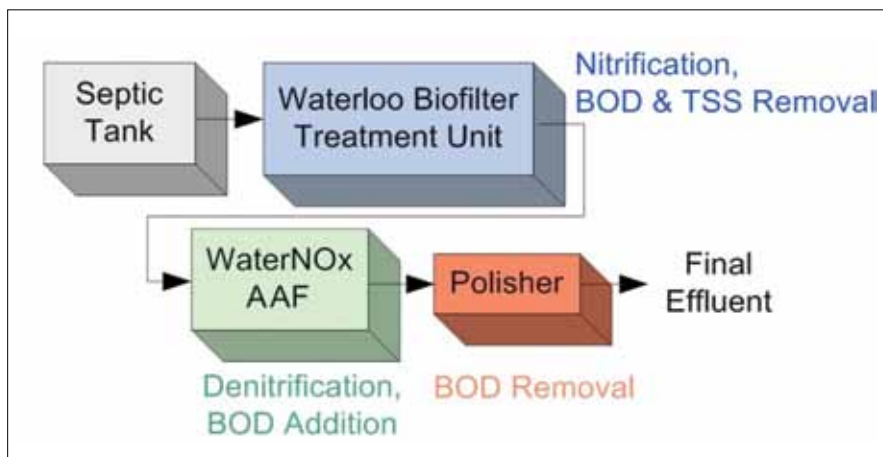 Septic
Tank
Waterloo Biofilter
Treatment Unit
Nitrification,
BOD & TSS Removal
WaterNOx
AAF
Polisher
Final
Effluent
Denitrification,
BOD Addition
BOD Removal